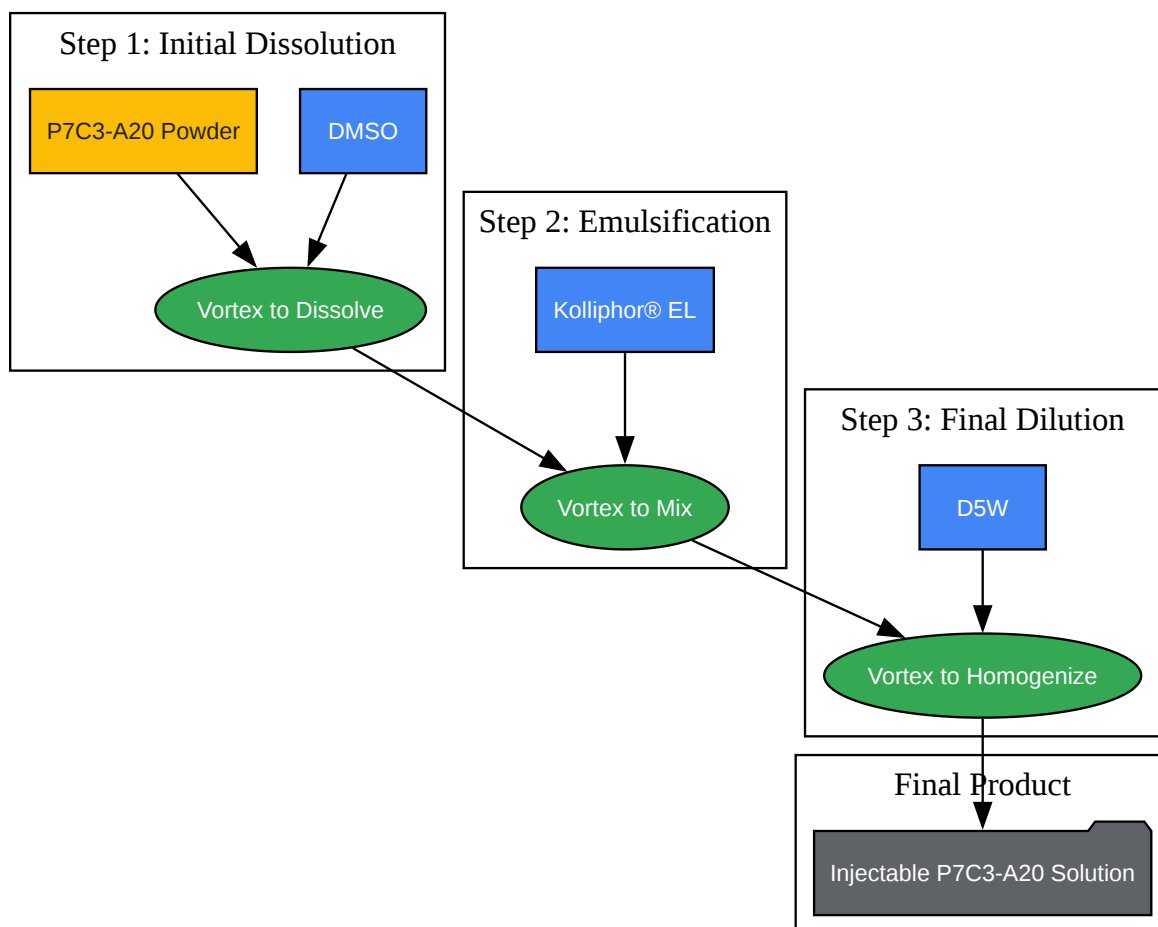 Step 1: Initial Dissolution
P7C3-A20 Powder
DMSO
Vortex to Dissolve
Step 2: Emulsification
Kolliphor® EL
Vortex to Mix
Step 3: Final Dilution
D5W
Vortex to Homogenize
Final Product
Injectable P7C3-A20 Solution